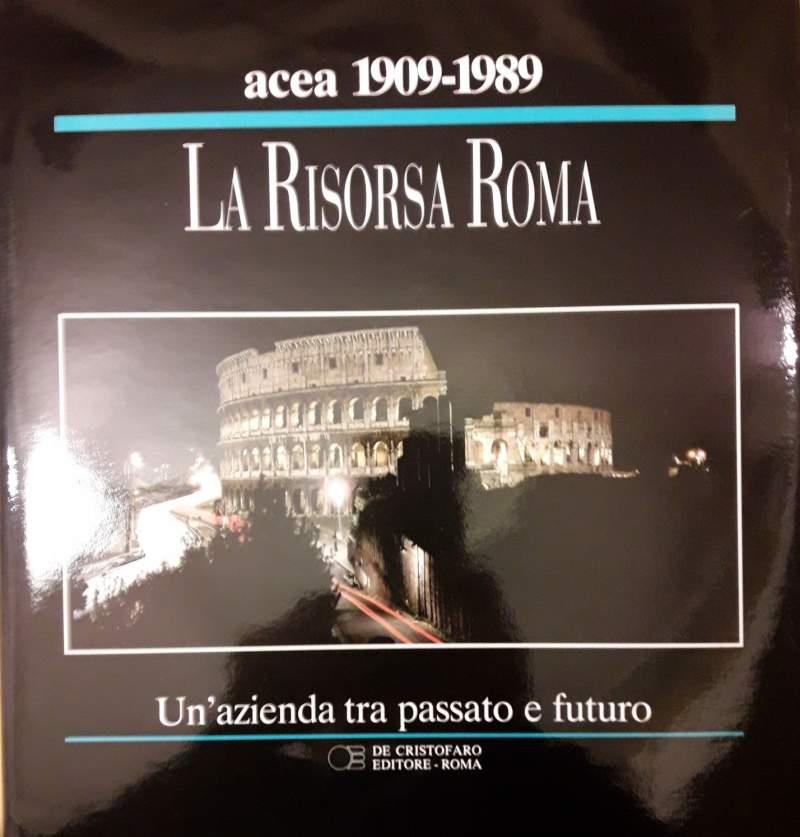 acea 1909-1989
LA RISORSA ROMA
Un'azienda tra passato e futuro
DE CRISTOFARO
EDITORE - ROMA